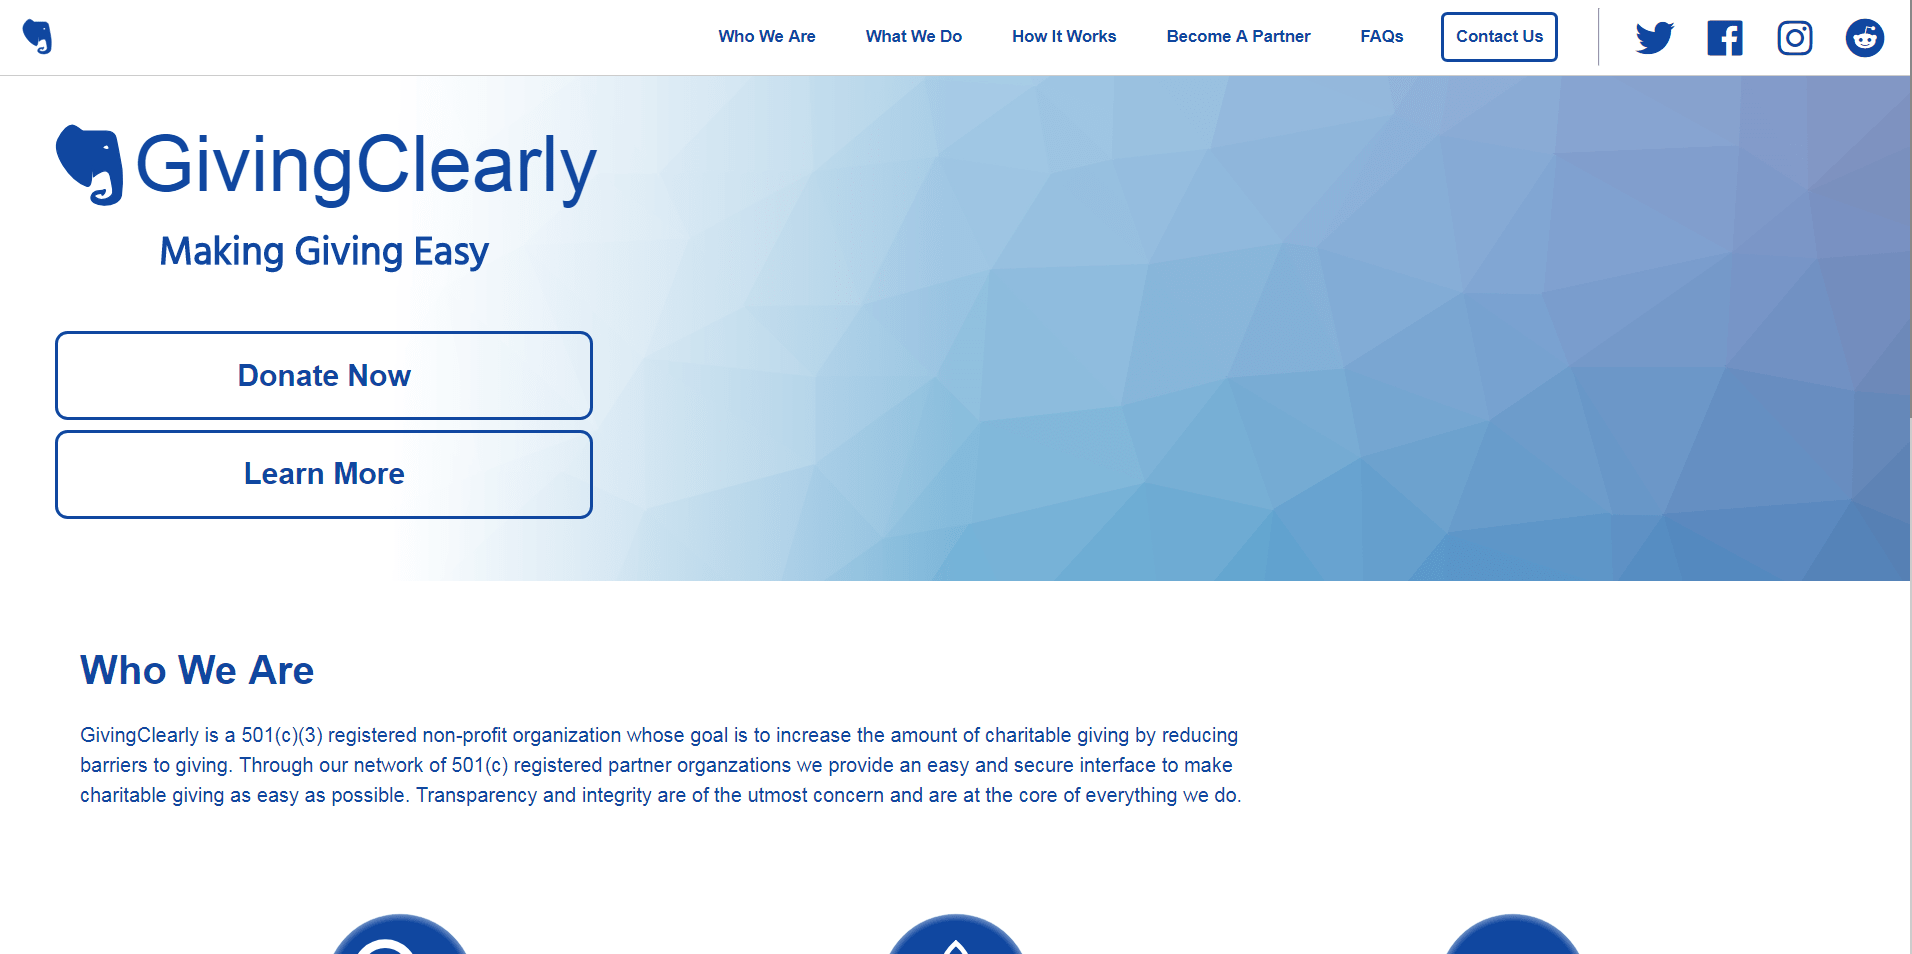 Who We Are What We Do How It Works Become A Partner FAQs Contact Us
GivingClearly
Making Giving Easy
Donate Now
Learn More
Who We Are
GivingClearly is a 501(c)(3) registered non-profit organization whose goal is to increase the amount of charitable giving by reducing
barriers to giving. Through our network of 501(c) registered partner organzations we provide an easy and secure interface to make
charitable giving as easy as possible. Transparency and integrity are of the utmost concern and are at the core of everything we do.